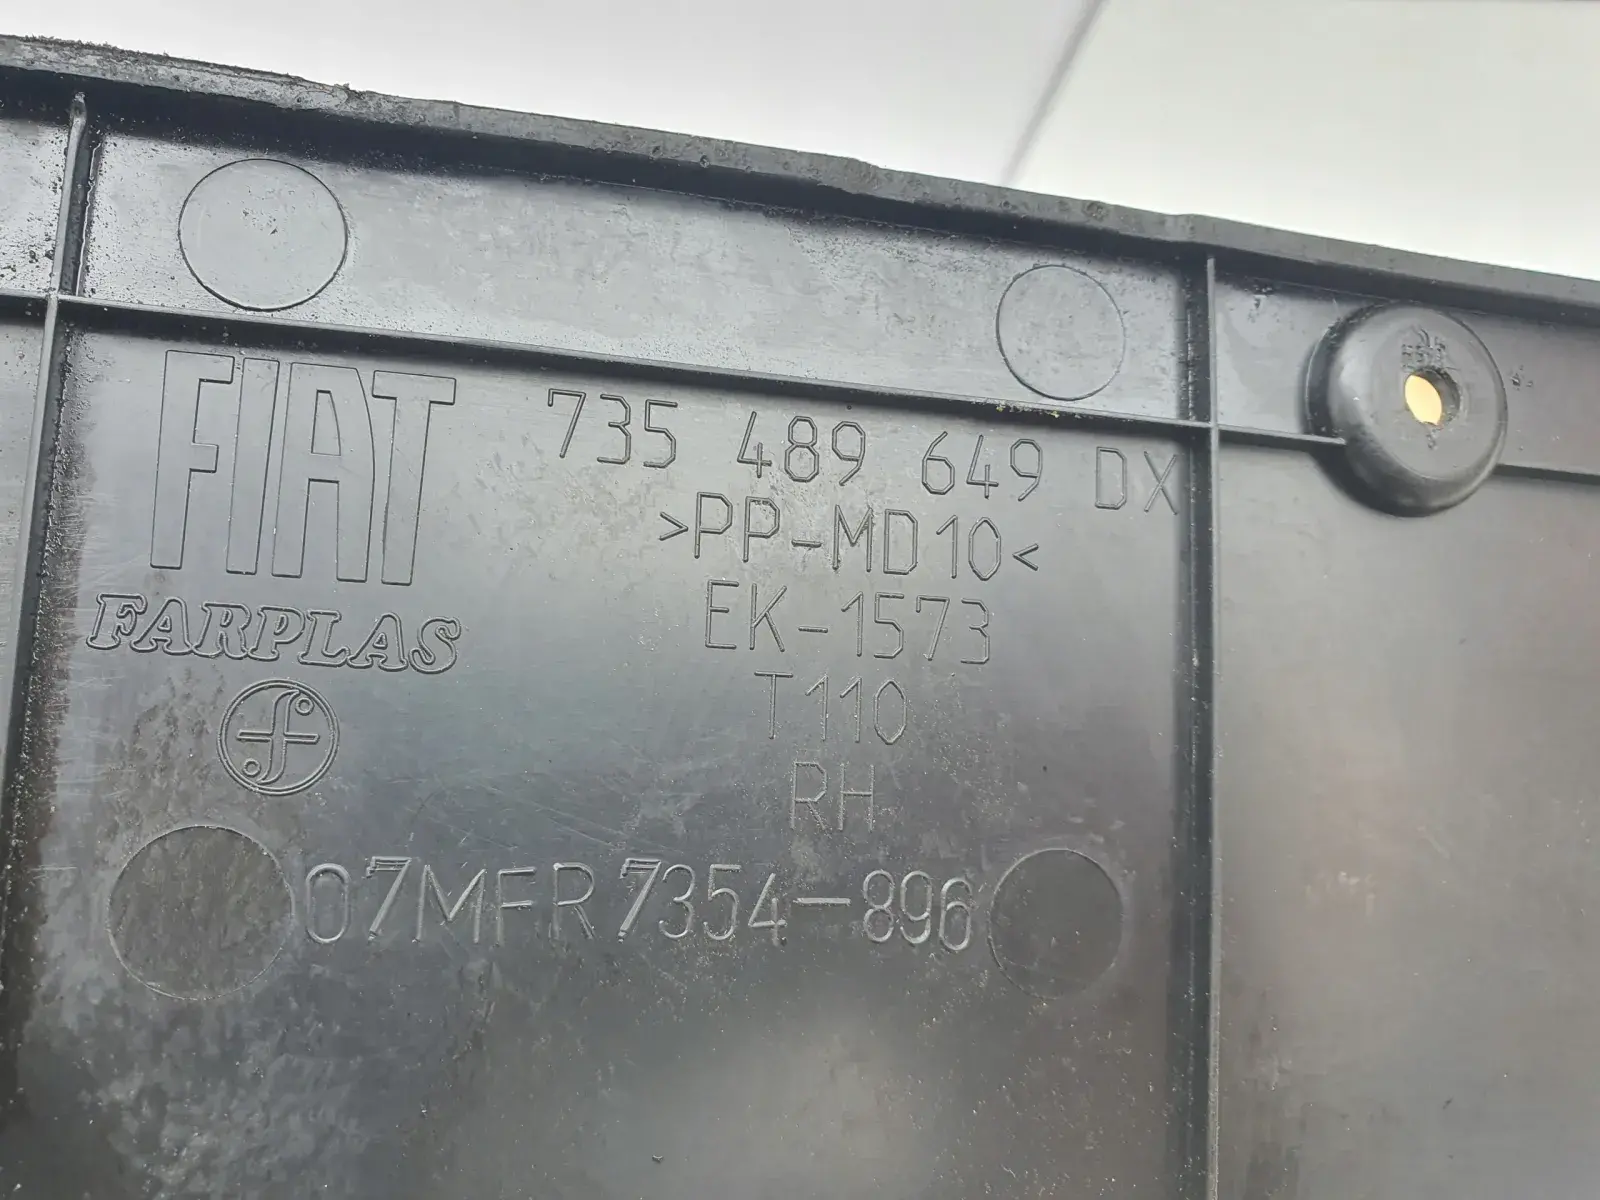 FIAT
735 489 649 DX
>PP-MD10<
EK-1573
FARPLAS
T110
RH
07MFR7354-896